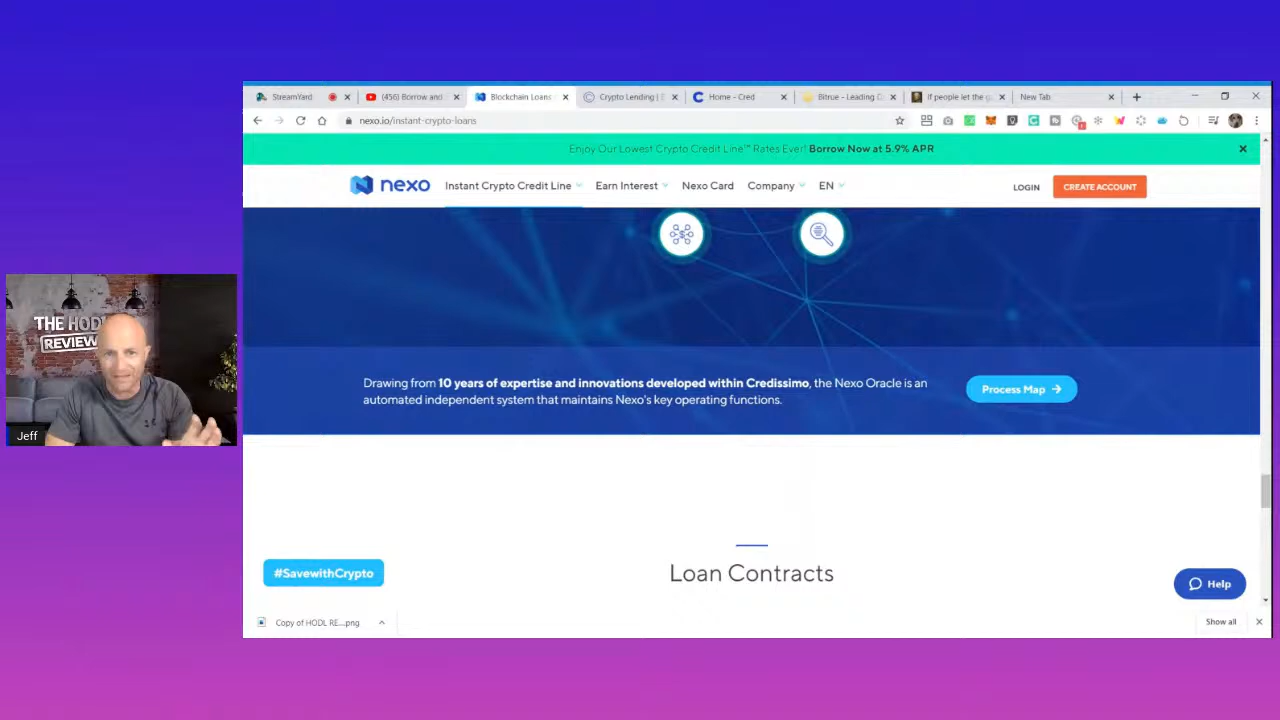 StreamYard
(456) Borrow and
Blockchain Loans
Crypto Lending |
Home - Cred
Bitrue - Leading
If people let the
New Tab
nexo.io/instant-crypto-loans
Enjoy Our Lowest Crypto Credit Line™ Rates Ever! Borrow Now at 5.9% APR
nexo
Instant Crypto Credit Line
Earn Interest
Nexo Card
Company
EN
LOGIN
CREATE ACCOUNT
THE HODL
REVIEW
Jeff
Drawing from 10 years of expertise and innovations developed within Credissimo, the Nexo Oracle is an
automated independent system that maintains Nexo's key operating functions.
Process Map
Loan Contracts
#SavewithCrypto
Help
Copy of HODL RE....png
Show all